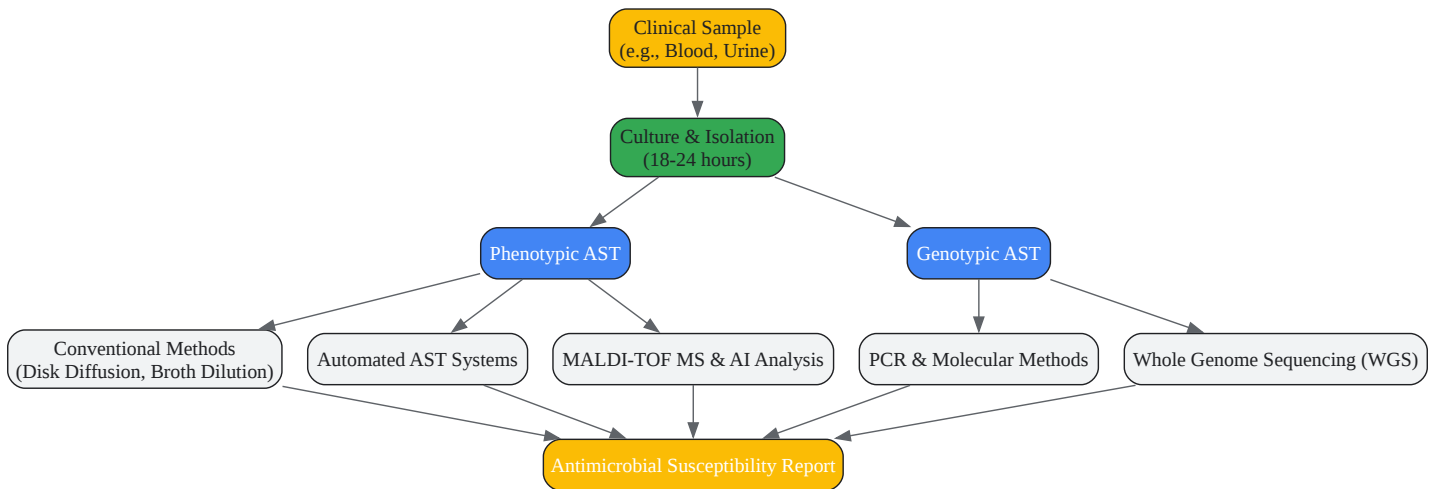 Clinical Sample
(e.g., Blood, Urine)
Culture & Isolation
(18-24 hours)
Phenotypic AST
Genotypic AST
Conventional Methods
(Disk Diffusion, Broth Dilution)
Automated AST Systems
MALDI-TOF MS & AI Analysis
PCR & Molecular Methods
Whole Genome Sequencing (WGS)
Antimicrobial Susceptibility Report